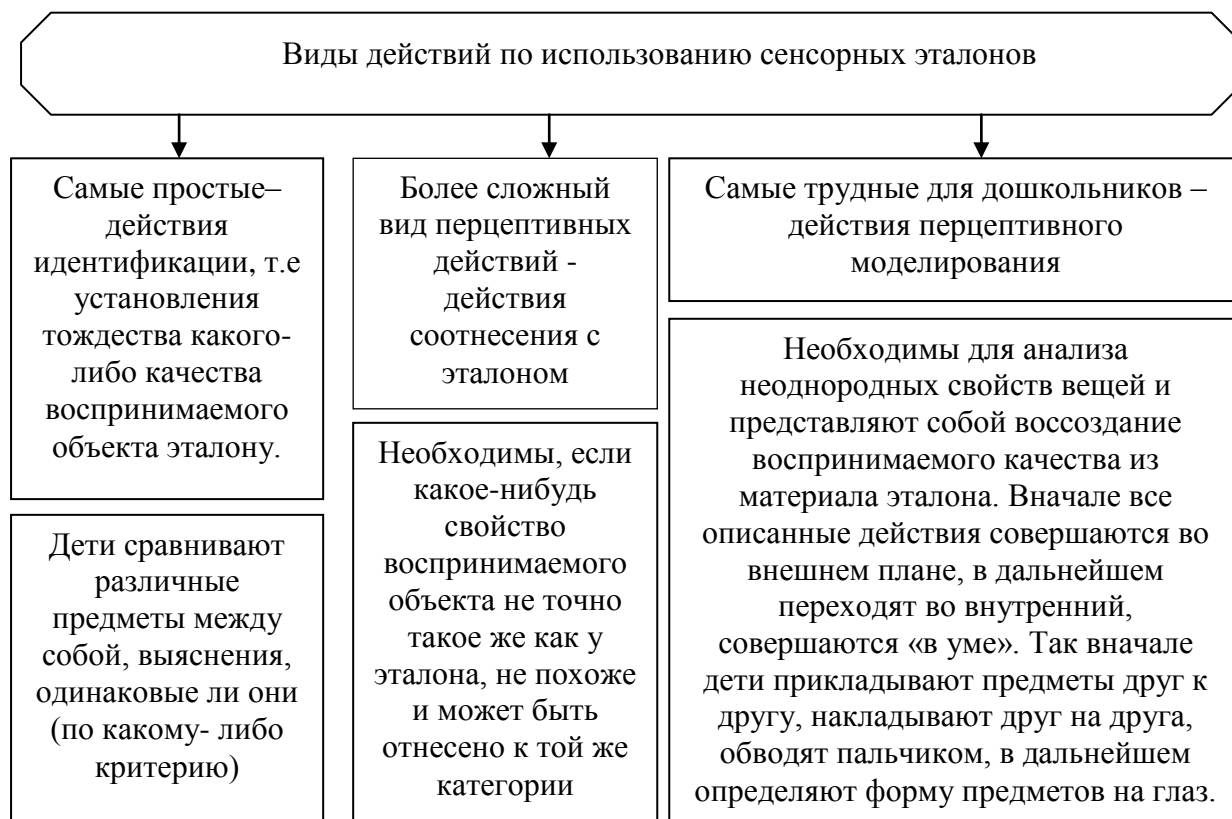 Виды действий по использованию сенсорных эталонов
Самые простые–
действия
идентификации, т.е
установления
тождества какого-
либо качества
воспринимаемого
объекта эталону.
Дети сравнивают
различные
предметы между
собой, выяснения,
одинаковые ли они
(по какому- либо
критерию)
Более сложный
вид перцептивных
действий -
действия
соотнесения с
эталоном
Необходимы, если
какое-нибудь
свойство
воспринимаемого
объекта не точно
такое же как у
эталона, не похоже
и может быть
отнесено к той же
категории
Самые трудные для дошкольников –
действия перцептивного
моделирования
Необходимы для анализа
неоднородных свойств вещей и
представляют собой воссоздание
воспринимаемого качества из
материала эталона. Вначале все
описанные действия совершаются во
внешнем плане, в дальнейшем
переходят во внутренний,
совершаются «в уме». Так вначале
дети прикладывают предметы друг к
другу, накладывают друг на друга,
обводят пальчиком, в дальнейшем
определяют форму предметов на глаз.